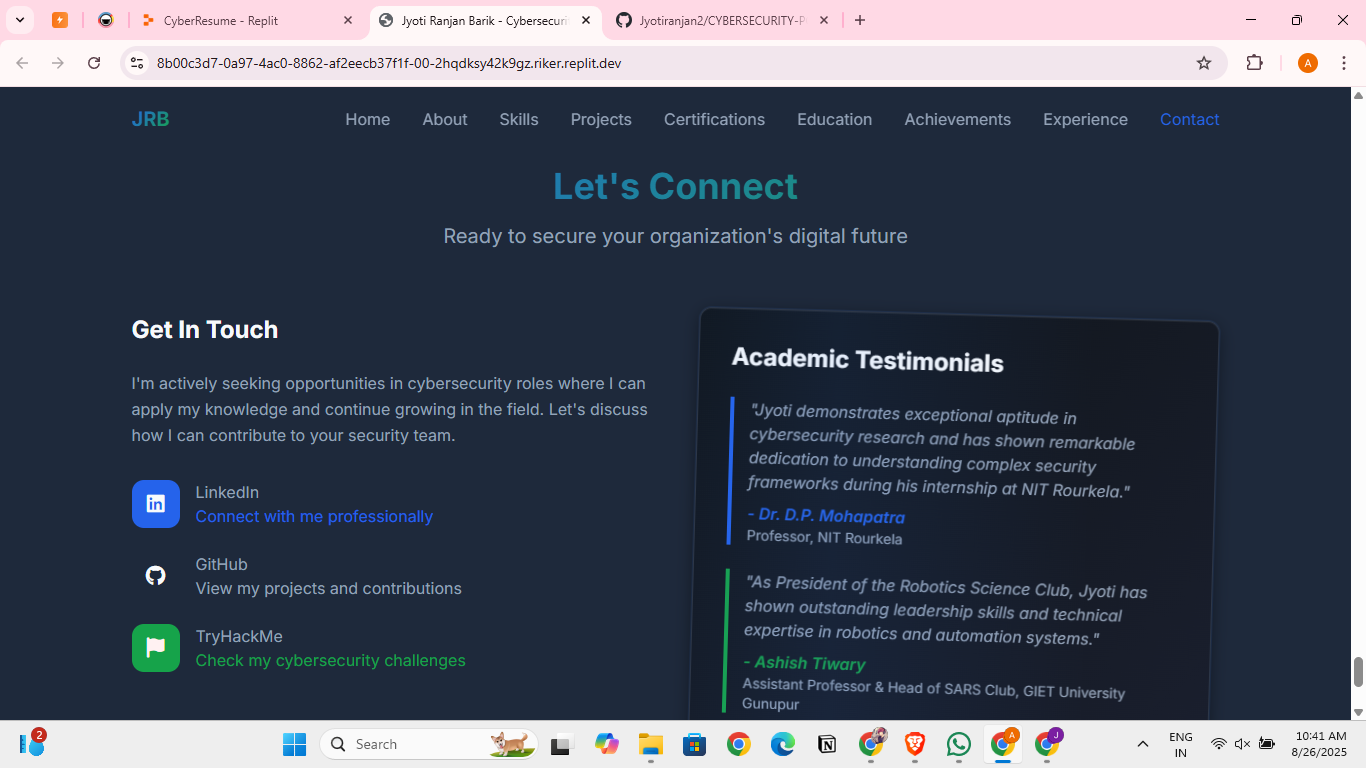 CyberResume - Replit
Jyoti Ranjan Barik - Cybersecuri
Jyotiranjan2/CYBERSECURITY-P
8b00c3d7-0a97-4ac0-8862-af2eecb37f1f-00-2hqdksy42k9gz.riker.replit.dev
A
JRB
Home About Skills Projects Certifications Education Achievements Experience Contact
Let's Connect
Ready to secure your organization's digital future
Get In Touch
I'm actively seeking opportunities in cybersecurity roles where I can
apply my knowledge and continue growing in the field. Let's discuss
how I can contribute to your security team.
in
LinkedIn
Connect with me professionally
GitHub
View my projects and contributions
TryHackMe
Check my cybersecurity challenges
Academic Testimonials
"Jyoti demonstrates exceptional aptitude in
cybersecurity research and has shown remarkable
dedication to understanding complex security
frameworks during his internship at NIT Rourkela."
- Dr. D.P. Mohapatra
Professor, NIT Rourkela
"As President of the Robotics Science Club, Jyoti has
shown outstanding leadership skills and technical
expertise in robotics and automation systems."
- Ashish Tiwary
Assistant Professor & Head of SARS Club, GIET University
Gunupur
2
Search
A
J
ENG
IN
10:41 AM
8/26/2025